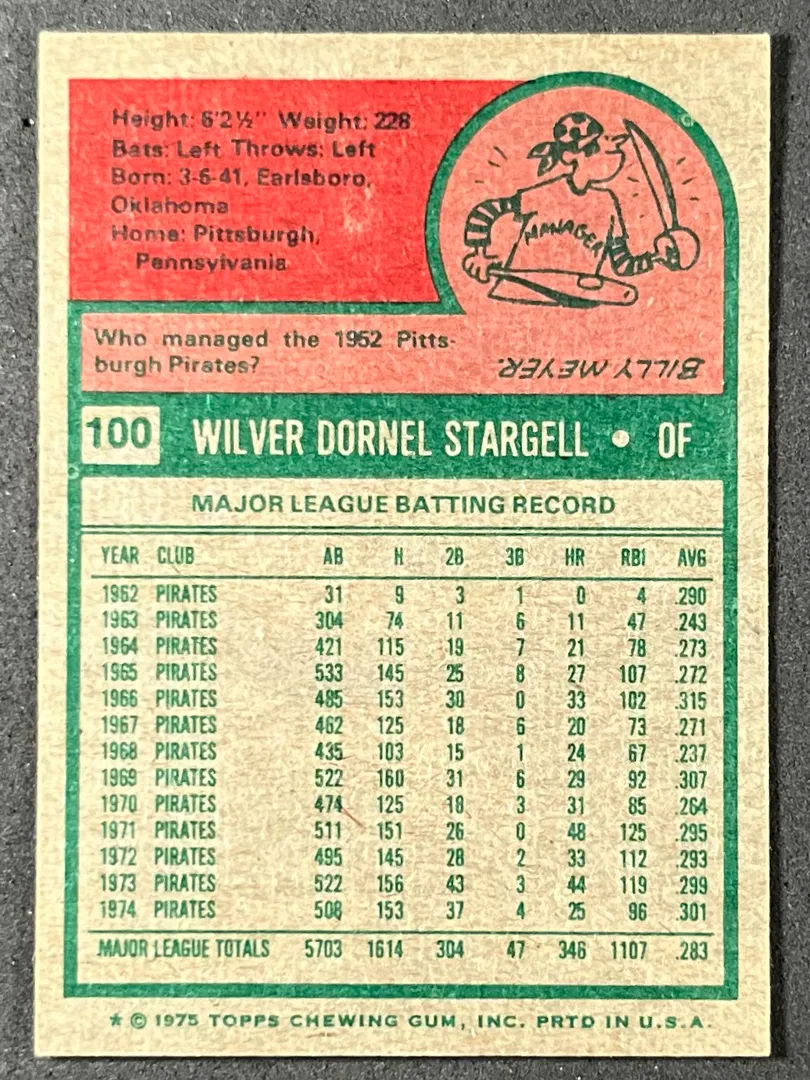 Height: 6'2½" Weight: 228
Bats: Left Throws: Left
Born: 3-6-41, Earlsboro,
Oklahoma
Home: Pittsburgh,
Pennsylvania
MANAGER
Who managed the 1952 Pitts-
burgh Pirates?
BILLY MEYER.
100 WILVER DORNEL STARGELL • OF
MAJOR LEAGUE BATTING RECORD
YEAR CLUB AB H 2B 3B HR RBI AVG
1962 PIRATES 31 9 3 1 0 4 .290
1963 PIRATES 304 74 11 6 11 47 .243
1964 PIRATES 421 115 19 7 21 78 .273
1965 PIRATES 533 145 25 8 27 107 .272
1966 PIRATES 485 153 30 0 33 102 .315
1967 PIRATES 462 125 18 6 20 73 .271
1968 PIRATES 435 103 15 1 24 67 .237
1969 PIRATES 522 160 31 6 29 92 .307
1970 PIRATES 474 125 18 3 31 85 .264
1971 PIRATES 511 151 26 0 48 125 .295
1972 PIRATES 495 145 28 2 33 112 .293
1973 PIRATES 522 156 43 3 44 119 .299
1974 PIRATES 508 153 37 4 25 96 .301
MAJOR LEAGUE TOTALS 5703 1614 304 47 346 1107 .283
* © 1975 TOPPS CHEWING GUM, INC. PRTD IN U.S.A.